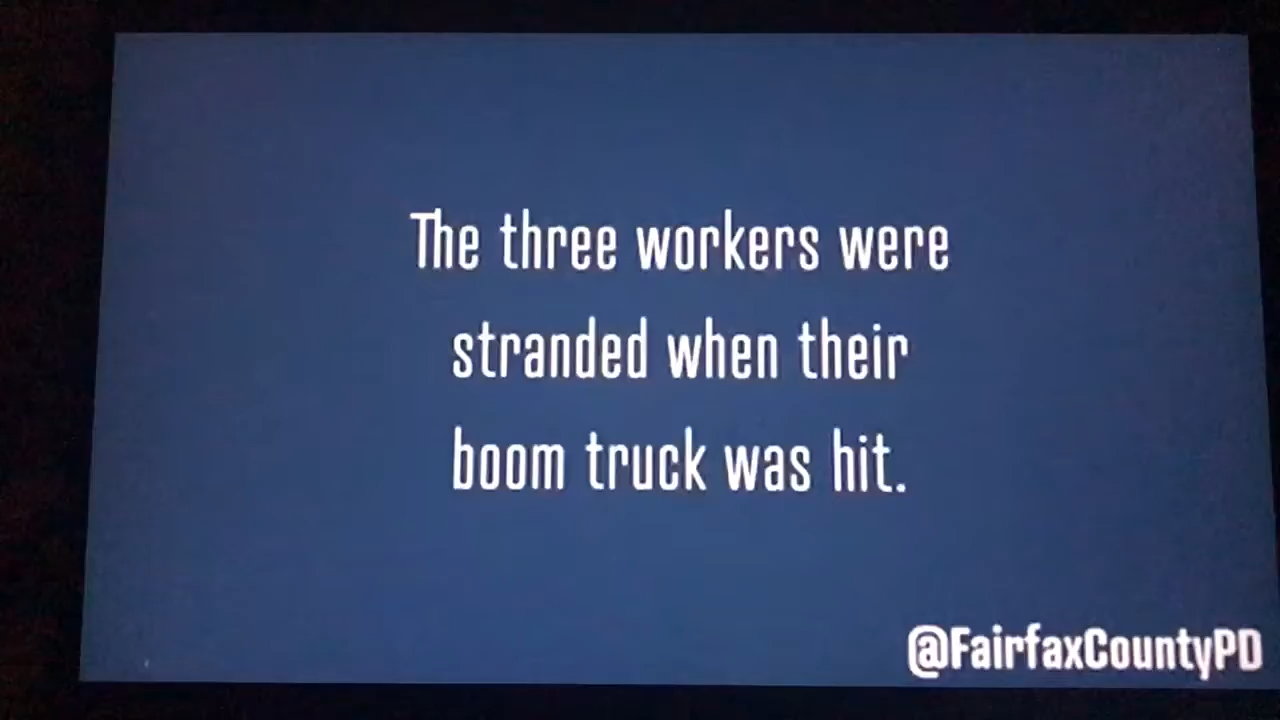 The three workers were
stranded when their
boom truck was hit.
@FairfaxCountyPD